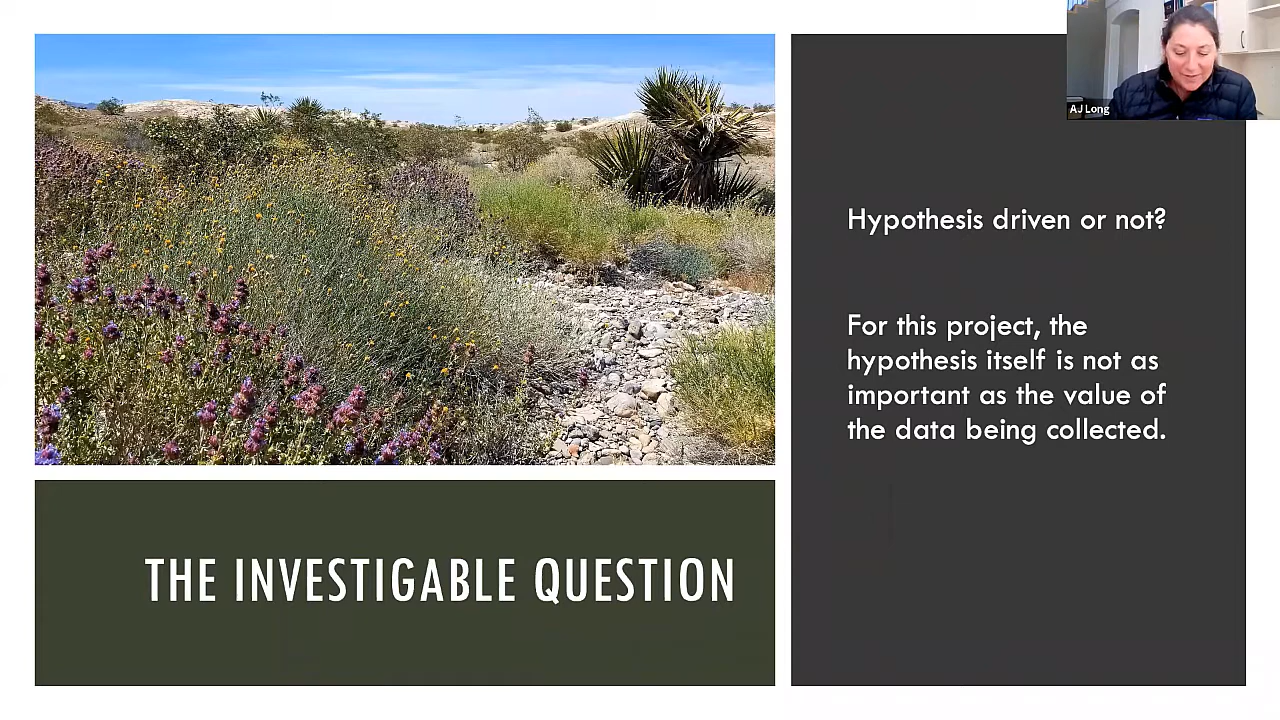 AJ Long
Hypothesis driven or not?
For this project, the
hypothesis itself is not as
important as the value of
the data being collected.
THE INVESTIGABLE QUESTION